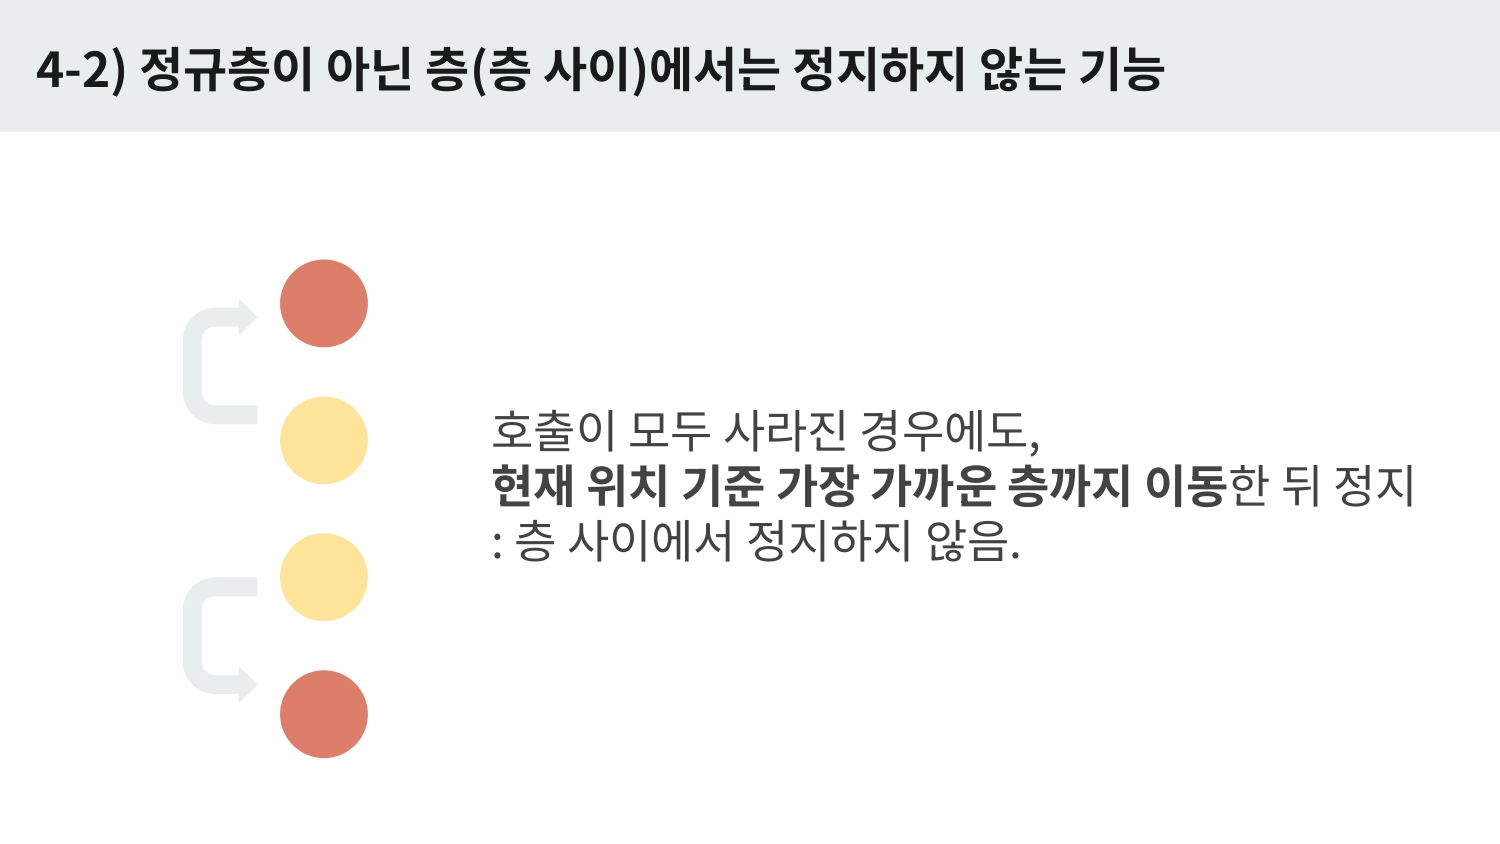 4-2) 정규층이 아닌 층(층 사이)에서는 정지하지 않는 기능
호출이 모두 사라진 경우에도,
현재 위치 기준 가장 가까운 층까지 이동한 뒤 정지
: 층 사이에서 정지하지 않음.